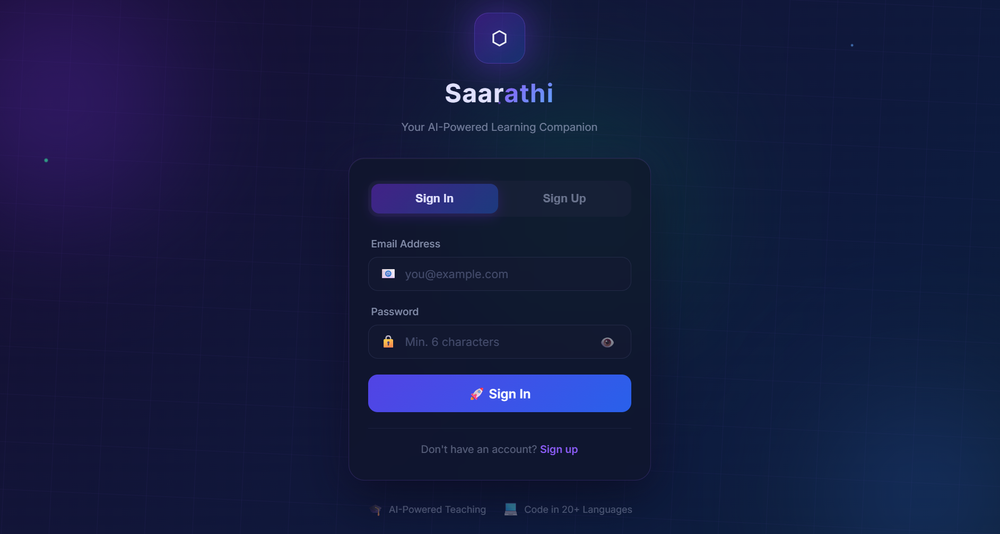 Saarathi
Your AI-Powered Learning Companion
Sign In
Sign Up
Email Address
you@example.com
Password
Min. 6 characters
🚀 Sign In
Don't have an account? Sign up
AI-Powered Teaching
Code in 20+ Languages